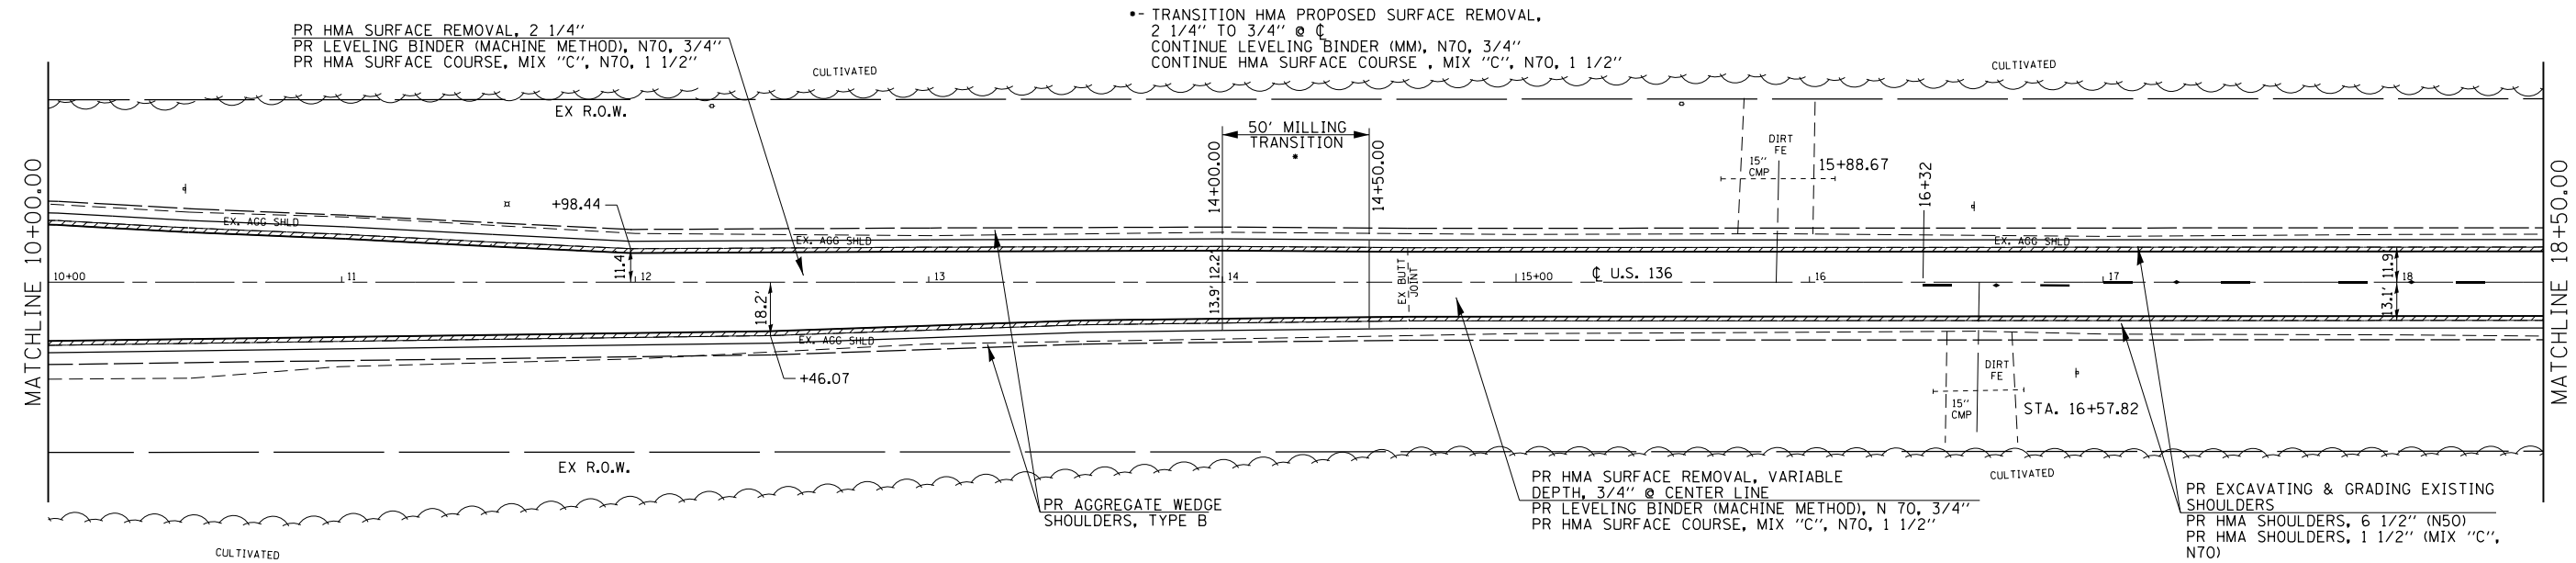 •- TRANSITION HMA PROPOSED SURFACE REMOVAL,
2 1/4" TO 3/4" @ ℄
CONTINUE LEVELING BINDER (MM), N70, 3/4"
CONTINUE HMA SURFACE COURSE , MIX "C", N70, 1 1/2"
PR HMA SURFACE REMOVAL, 2 1/4"
PR LEVELING BINDER (MACHINE METHOD), N70, 3/4"
PR HMA SURFACE COURSE, MIX "C", N70, 1 1/2"
CULTIVATED
CULTIVATED
EX R.O.W.
50' MILLING
TRANSITION
*
DIRT
FE
15"
CMP
15+88.67
MATCHLINE 10+00.00
14+00.00
14+50.00
16+32
MATCHLINE 18+50.00
+98.44
EX. AGG SHLD
EX. AGG SHLD
EX. AGG SHLD
11.4'
12.2'
11.9'
10+00
11
12
13
14
15+00
℄ U.S. 136
16
17
18
EX BUTT
JOINT
18.2'
13.9'
13.1'
EX. AGG SHLD
+46.07
DIRT
FE
15"
CMP
STA. 16+57.82
EX R.O.W.
CULTIVATED
PR AGGREGATE WEDGE
SHOULDERS, TYPE B
PR HMA SURFACE REMOVAL, VARIABLE
DEPTH, 3/4" @ CENTER LINE
PR LEVELING BINDER (MACHINE METHOD), N 70, 3/4"
PR HMA SURFACE COURSE, MIX "C", N70, 1 1/2"
PR EXCAVATING & GRADING EXISTING
SHOULDERS
PR HMA SHOULDERS, 6 1/2" (N50)
PR HMA SHOULDERS, 1 1/2" (MIX "C",
N70)
CULTIVATED